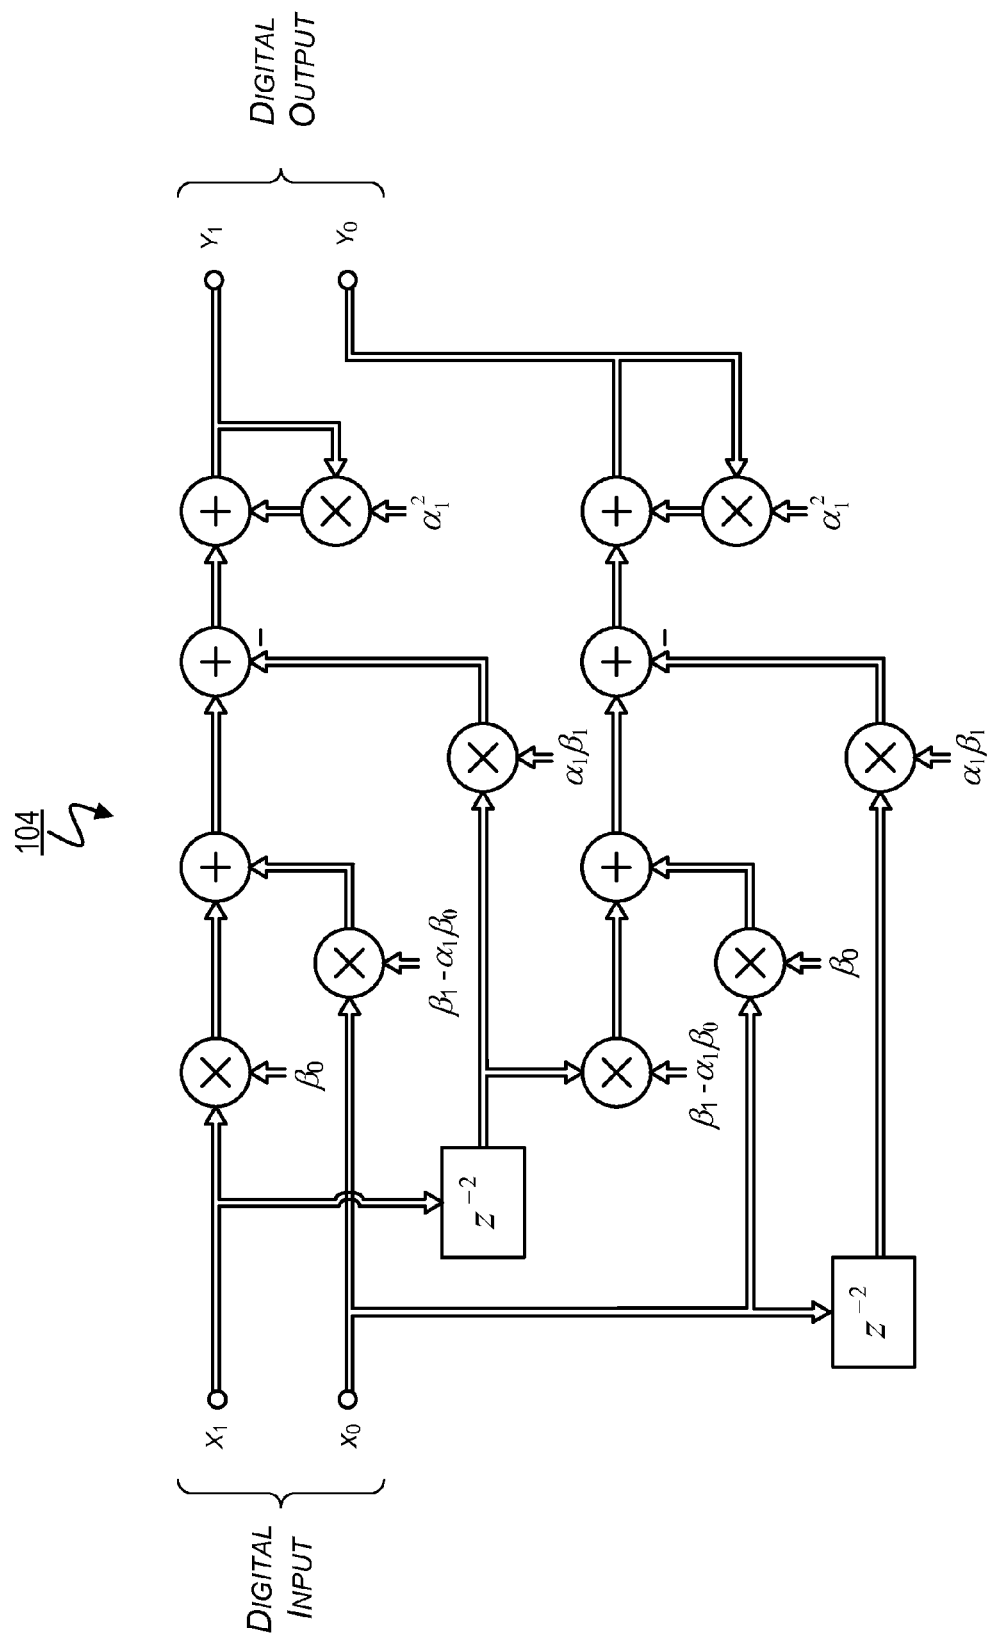 104
DIGITAL
INPUT
X₁
X₀
β₀
β₁ - α₁β₀
z⁻²
α₁β₁
α₁²
Y₁
Y₀
DIGITAL
OUTPUT
z⁻²
β₁ - α₁β₀
β₀
α₁β₁
α₁²
+
+
+
+
+
+
×
×
×
×
×
×
×
×
−
−